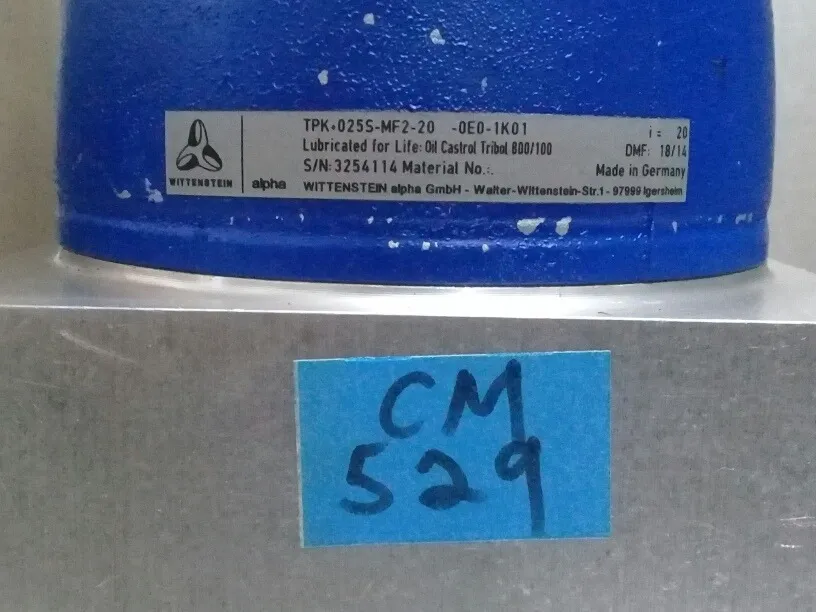 TPK+025S-MF2-20 -0E0-1K01 i = 20
Lubricated for Life: Oil Castrol Tribol 800/100 DMF: 18/14
S/N: 3254114 Material No.:. Made in Germany
WITTENSTEIN alpha WITTENSTEIN alpha GmbH - Walter-Wittenstein-Str.1 - 97999 Igersheim
CM
529